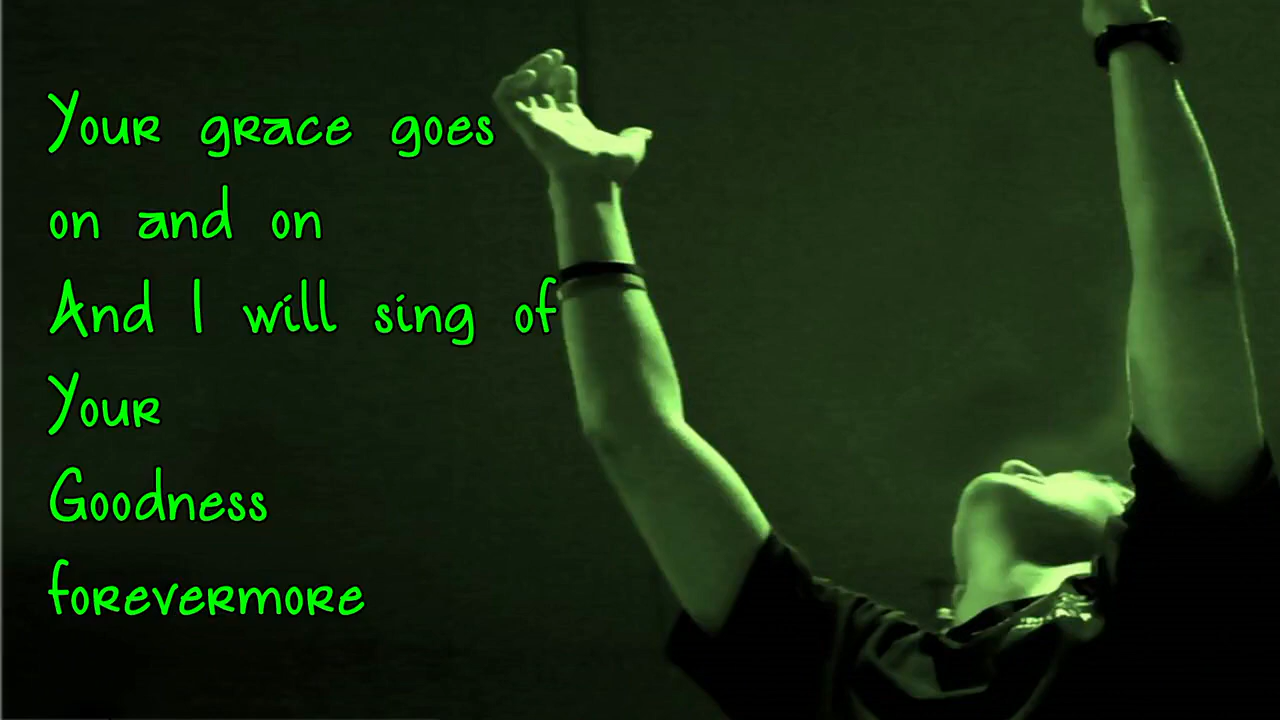 Your grace goes
on and on
And I will sing of
Your
Goodness
forevermore